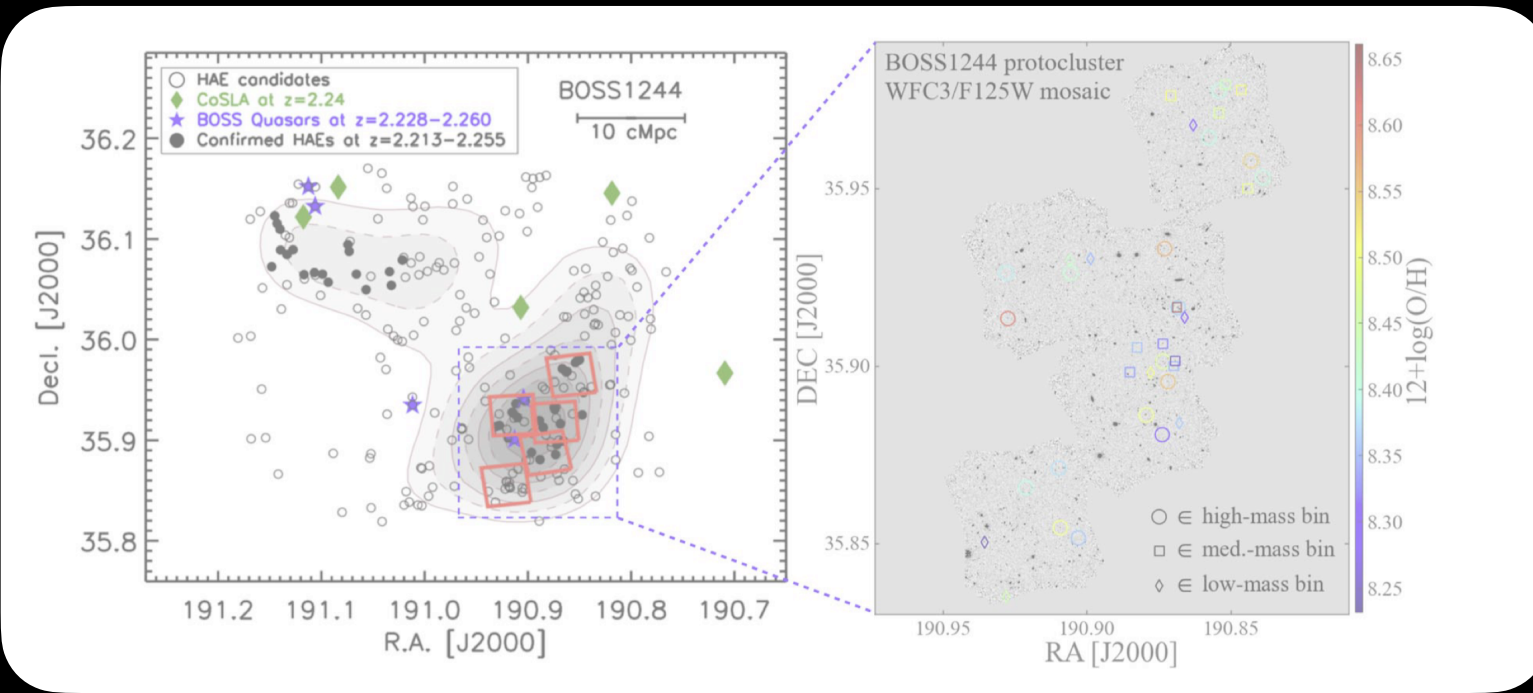 HAE candidates
CoSLA at z=2.24
BOSS Quasars at z=2.228-2.260
Confirmed HAEs at z=2.213-2.255
BOSS1244
10 cMpc
36.2
36.1
36.0
35.9
35.8
Decl. [J2000]
191.2 191.1 191.0 190.9 190.8 190.7
R.A. [J2000]
BOSS1244 protocluster
WFC3/F125W mosaic
35.95
35.90
35.85
DEC [J2000]
○ ∈ high-mass bin
□ ∈ med.-mass bin
◊ ∈ low-mass bin
190.95 190.90 190.85
RA [J2000]
8.65
8.60
8.55
8.50
8.45
8.40
8.35
8.30
8.25
12+log(O/H)